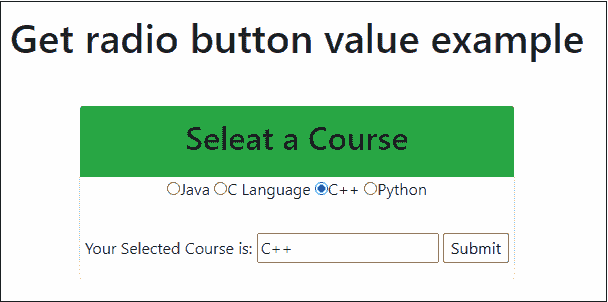 Get radio button value example
Seleat a Course
Java C Language C++ Python
Your Selected Course is: C++ Submit